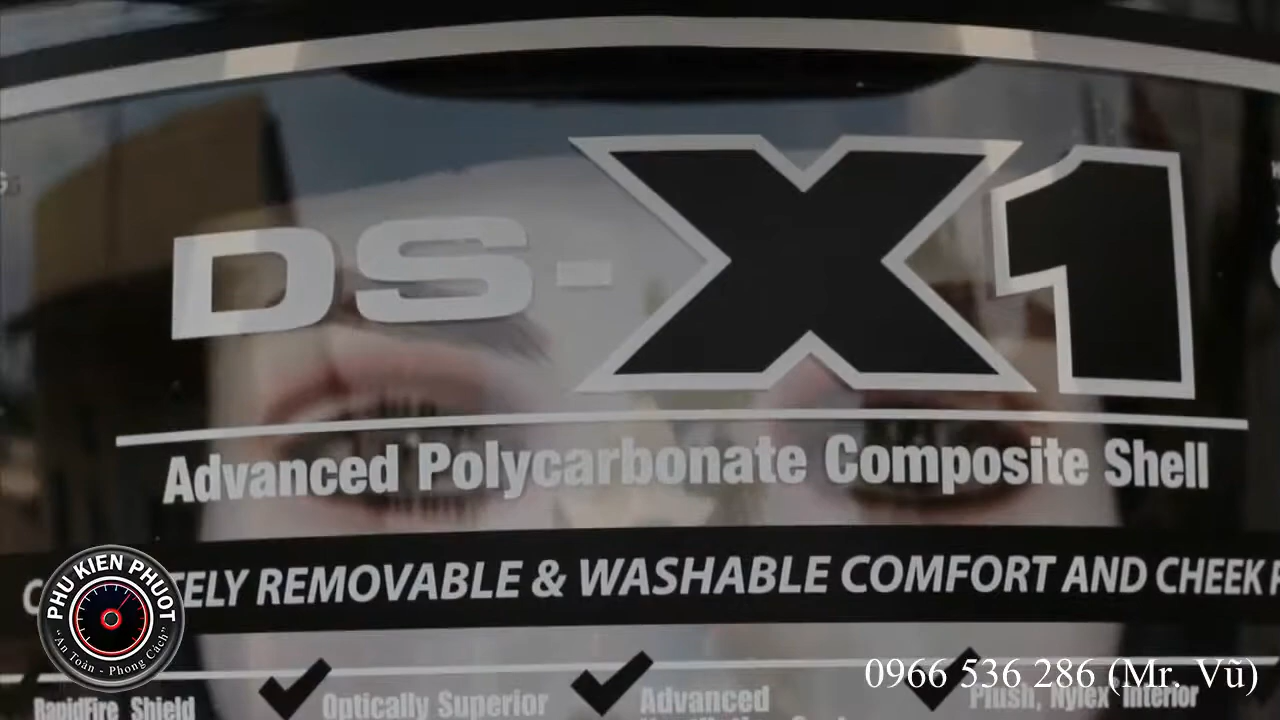 DS-X1
Advanced Polycarbonate Composite Shell
REMOVABLE & WASHABLE COMFORT AND CHEEK
PHU KIEN PHUOT
"An Toàn - Phong Cách"
0966 536 286 (Mr. Vũ)
RapidFire Shield
Optically Superior
Advanced
Plush, Nylex Interior